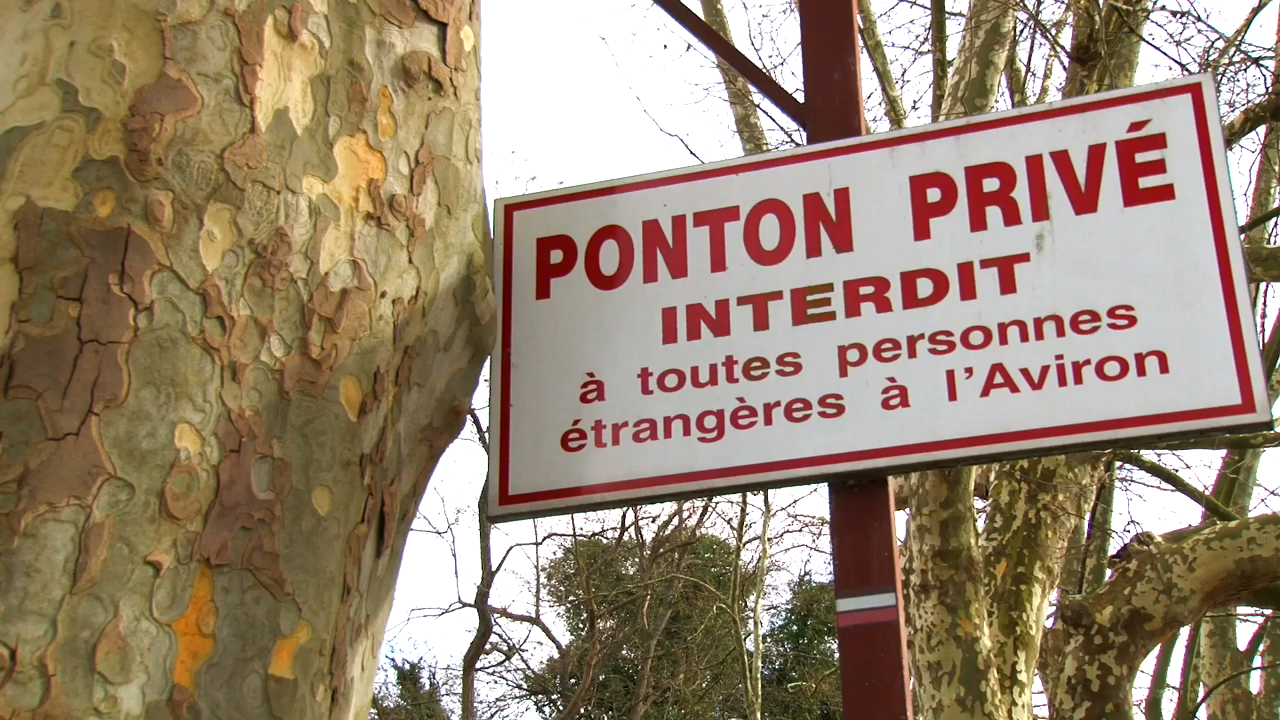 PONTON PRIVÉ
INTERDIT
à toutes personnes
étrangères à l'Aviron